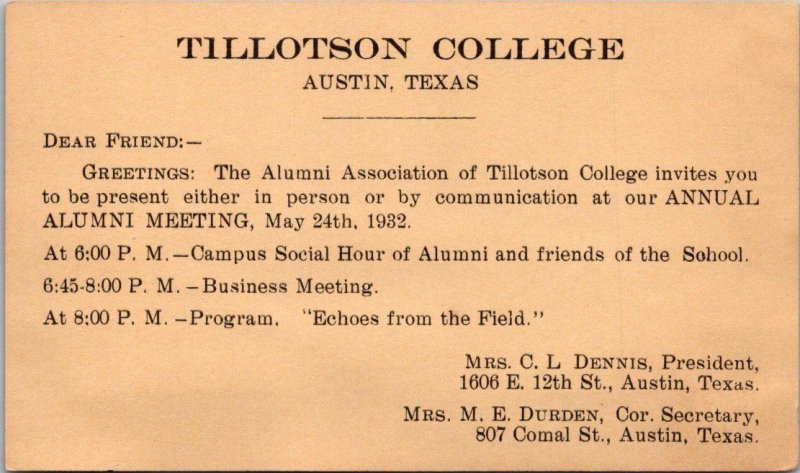 TILLOTSON COLLEGE
AUSTIN, TEXAS
DEAR FRIEND:—
GREETINGS: The Alumni Association of Tillotson College invites you
to be present either in person or by communication at our ANNUAL
ALUMNI MEETING, May 24th, 1932.
At 6:00 P. M.—Campus Social Hour of Alumni and friends of the School.
6:45-8:00 P. M.—Business Meeting.
At 8:00 P. M.—Program. "Echoes from the Field."
MRS. C. L DENNIS, President,
1606 E. 12th St., Austin, Texas.
MRS. M. E. DURDEN, Cor. Secretary,
807 Comal St., Austin, Texas.